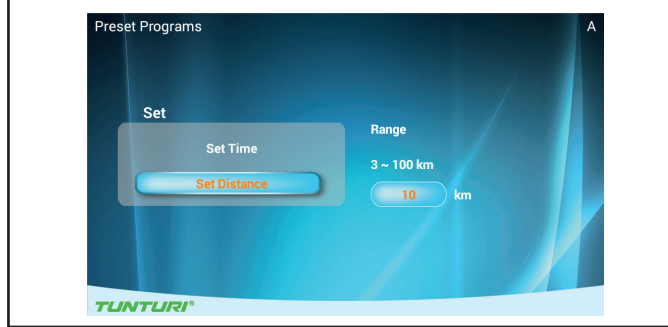 Preset Programs
A
Set
Set Time
Set Distance
Range
3 ~ 100 km
10 km
TUNTURI®